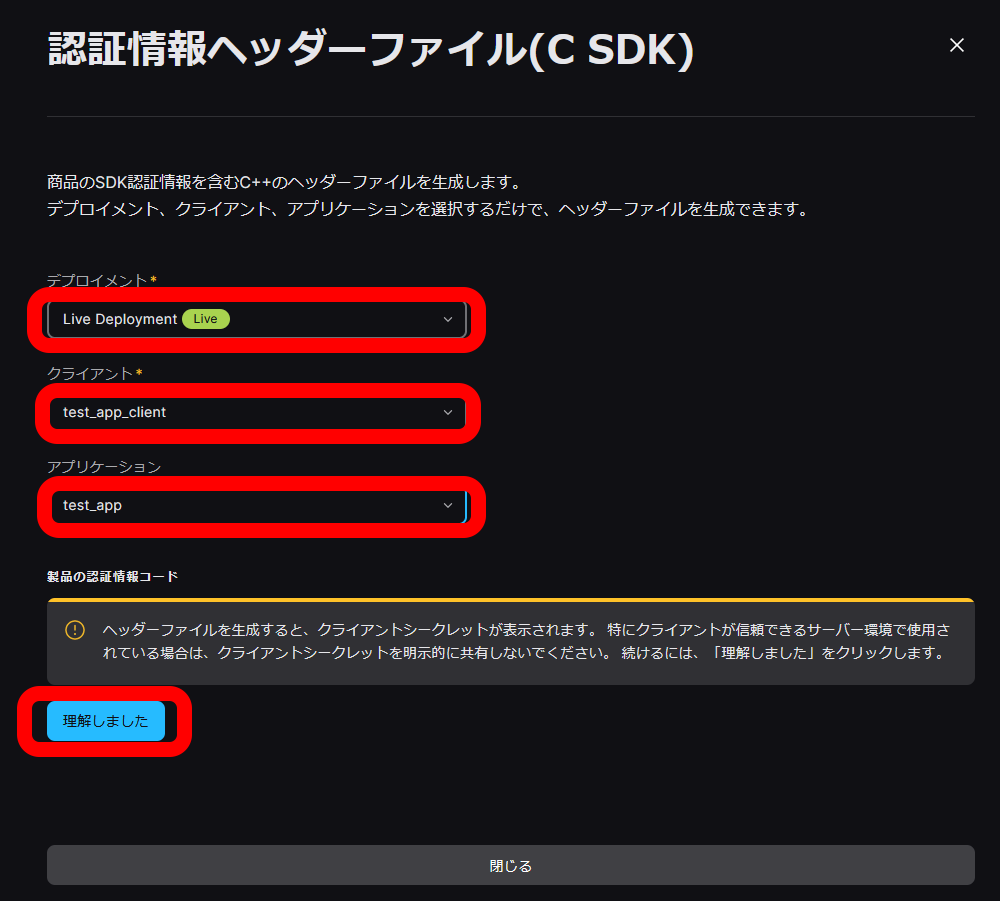 認証情報ヘッダーファイル(C SDK)
商品のSDK認証情報を含むC++のヘッダーファイルを生成します。
デプロイメント、クライアント、アプリケーションを選択するだけで、ヘッダーファイルを生成できます。
デプロイメント*
Live Deployment Live
クライアント*
test_app_client
アプリケーション
test_app
製品の認証情報コード
ヘッダーファイルを生成すると、クライアントシークレットが表示されます。 特にクライアントが信頼できるサーバー環境で使用さ
れている場合は、クライアントシークレットを明示的に共有しないでください。 続けるには、「理解しました」をクリックします。
理解しました
閉じる